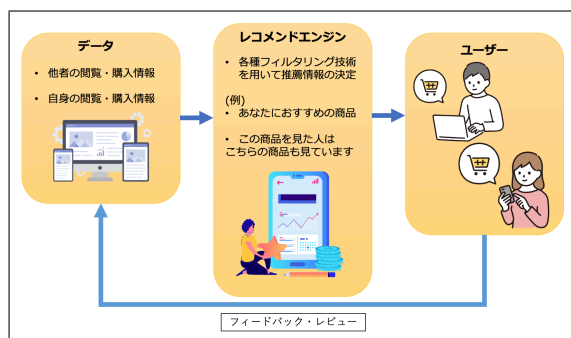 データ
• 他者の閲覧・購入情報
• 自身の閲覧・購入情報
レコメンドエンジン
• 各種フィルタリング技術
を用いて推薦情報の決定
(例)
• あなたにおすすめの商品
• この商品を見た人は
こちらの商品も見ています
ユーザー
フィードバック・レビュー